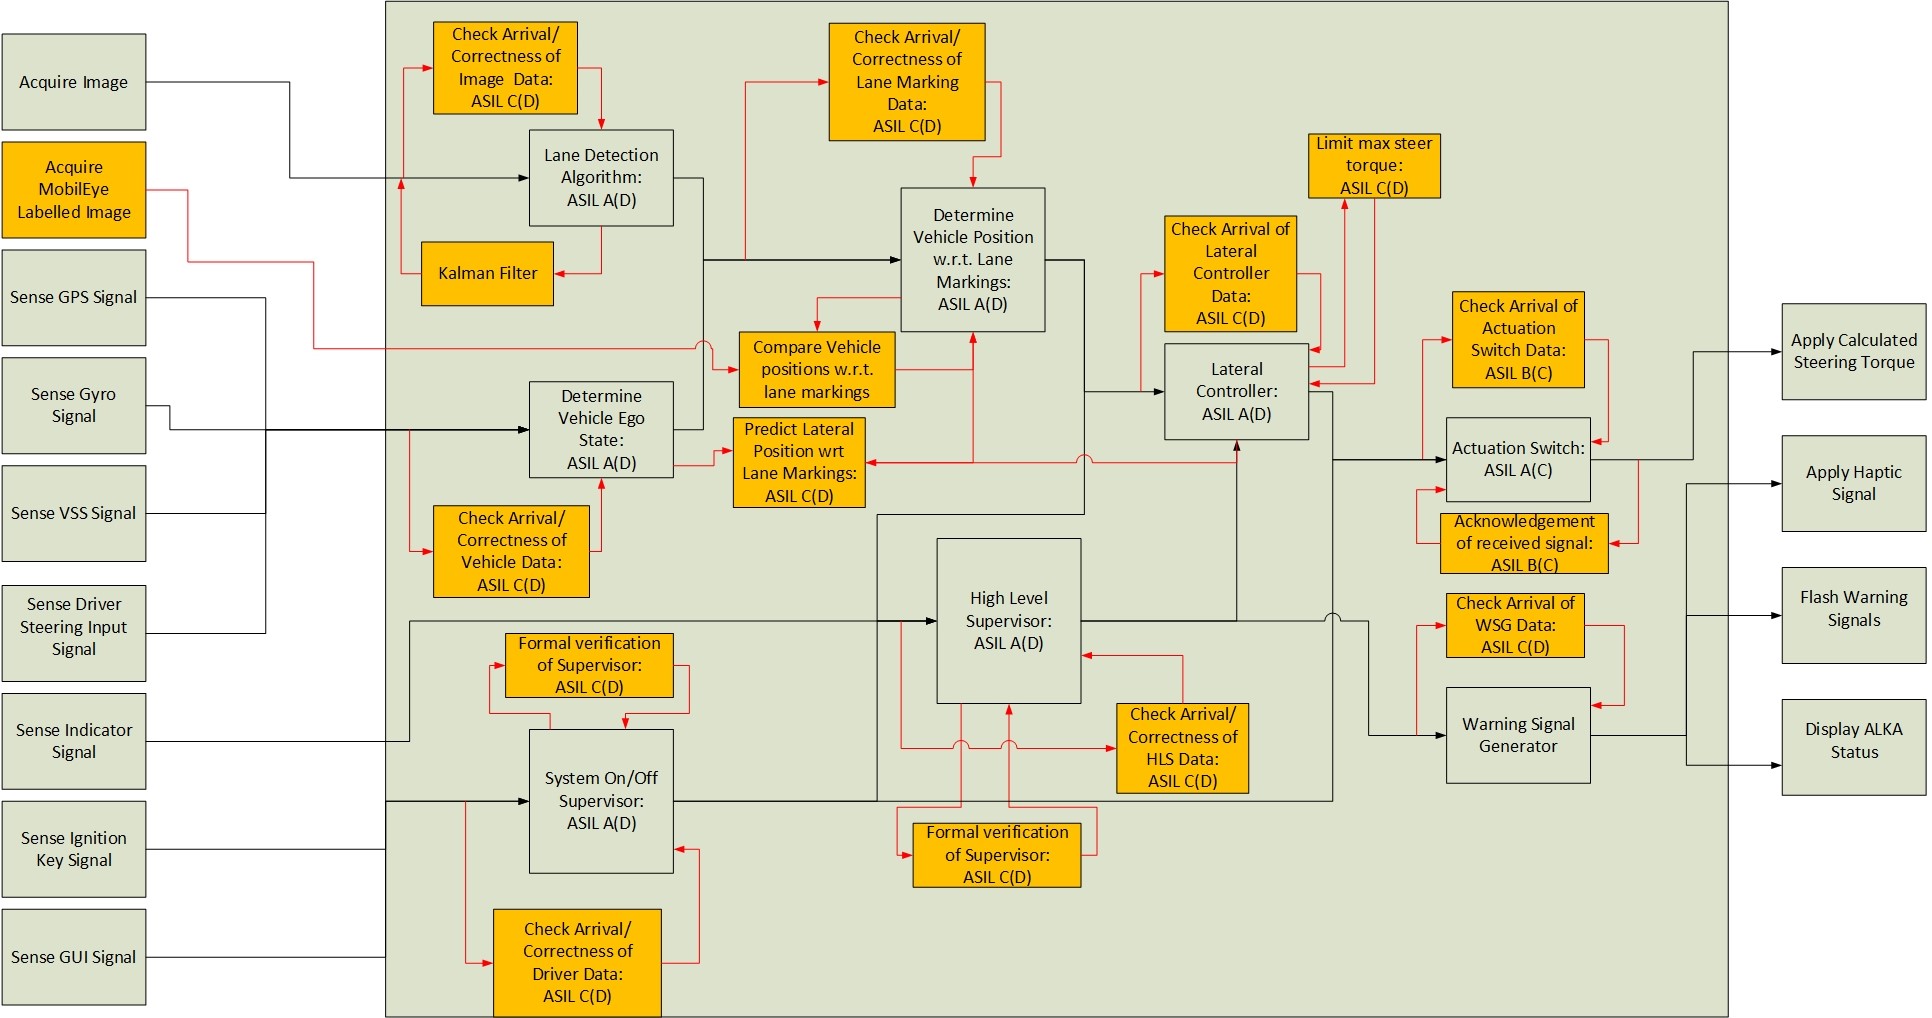 Acquire Image
Acquire
MobilEye
Labelled Image
Sense GPS Signal
Sense Gyro
Signal
Sense VSS Signal
Sense Driver
Steering Input
Signal
Sense Indicator
Signal
Sense Ignition
Key Signal
Sense GUI Signal
Check Arrival/
Correctness of
Image  Data:
ASIL C(D)
Lane Detection
Algorithm:
ASIL A(D)
Kalman Filter
Determine
Vehicle Ego
State:
ASIL A(D)
Check Arrival/
Correctness of
Vehicle Data:
ASIL C(D)
Formal verification
of Supervisor:
ASIL C(D)
System On/Off
Supervisor:
ASIL A(D)
Check Arrival/
Correctness of
Driver Data:
ASIL C(D)
Check Arrival/
Correctness of
Lane Marking
Data:
ASIL C(D)
Determine
Vehicle Position
w.r.t. Lane
Markings:
ASIL A(D)
Compare Vehicle
positions w.r.t.
lane markings
Predict Lateral
Position wrt
Lane Markings:
ASIL C(D)
High Level
Supervisor:
ASIL A(D)
Check Arrival/
Correctness of
HLS Data:
ASIL C(D)
Formal verification
of Supervisor:
ASIL C(D)
Limit max steer
torque:
ASIL C(D)
Check Arrival of
Lateral
Controller
Data:
ASIL C(D)
Lateral
Controller:
ASIL A(D)
Check Arrival of
Actuation
Switch Data:
ASIL B(C)
Actuation Switch:
ASIL A(C)
Acknowledgement
of received signal:
ASIL B(C)
Check Arrival of
WSG Data:
ASIL C(D)
Warning Signal
Generator
Apply Calculated
Steering Torque
Apply Haptic
Signal
Flash Warning
Signals
Display ALKA
Status